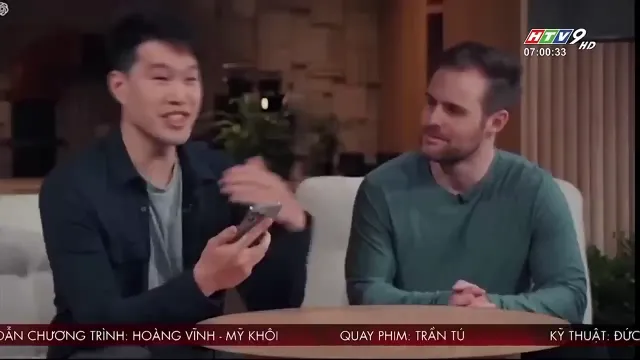 HTV9 HD
07:00:33
DẪN CHƯƠNG TRÌNH: HOÀNG VĨNH - MỸ KHÔI QUAY PHIM: TRẦN TÚ KỸ THUẬT: ĐỨC